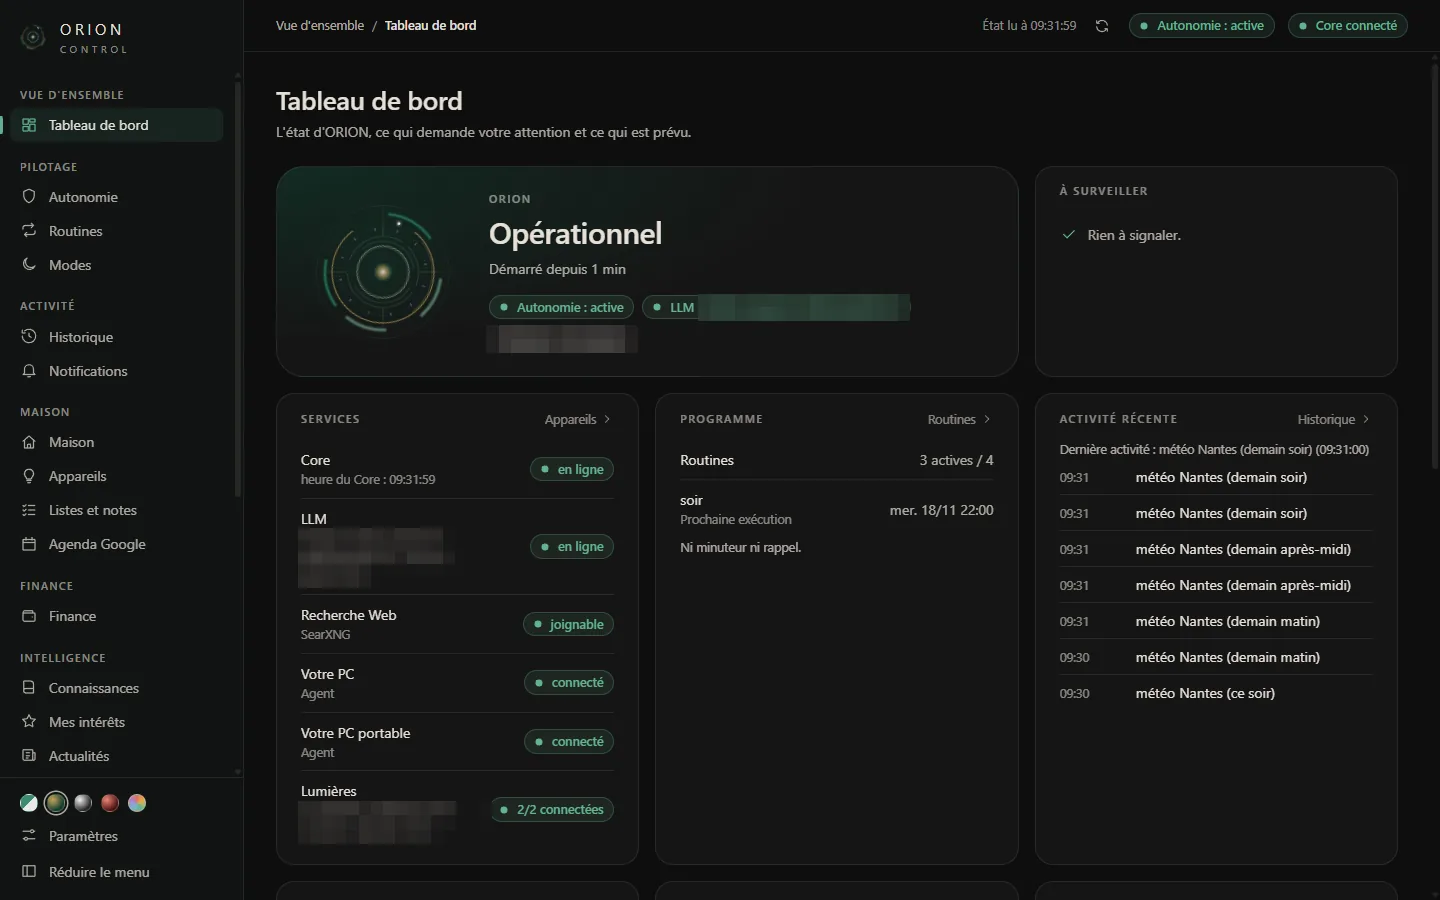 ORION
CONTROL
VUE D'ENSEMBLE
Tableau de bord
PILOTAGE
Autonomie
Routines
Modes
ACTIVITÉ
Historique
Notifications
MAISON
Maison
Appareils
Listes et notes
Agenda Google
FINANCE
Finance
INTELLIGENCE
Connaissances
Mes intérêts
Actualités
Paramètres
Réduire le menu
Vue d'ensemble / Tableau de bord
État lu à 09:31:59
Autonomie : active
Core connecté
Tableau de bord
L'état d'ORION, ce qui demande votre attention et ce qui est prévu.
ORION
Opérationnel
Démarré depuis 1 min
Autonomie : active
LLM
À SURVEILLER
Rien à signaler.
SERVICES
Appareils
Core
heure du Core : 09:31:59
en ligne
LLM
en ligne
Recherche Web
SearXNG
joignable
Votre PC
Agent
connecté
Votre PC portable
Agent
connecté
Lumières
2/2 connectées
PROGRAMME
Routines
Routines
3 actives / 4
soir
Prochaine exécution
mer. 18/11 22:00
Ni minuteur ni rappel.
ACTIVITÉ RÉCENTE
Historique
Dernière activité : météo Nantes (demain soir) (09:31:00)
09:31 météo Nantes (demain soir)
09:31 météo Nantes (demain soir)
09:31 météo Nantes (demain après-midi)
09:31 météo Nantes (demain après-midi)
09:31 météo Nantes (demain matin)
09:30 météo Nantes (demain matin)
09:30 météo Nantes (ce soir)